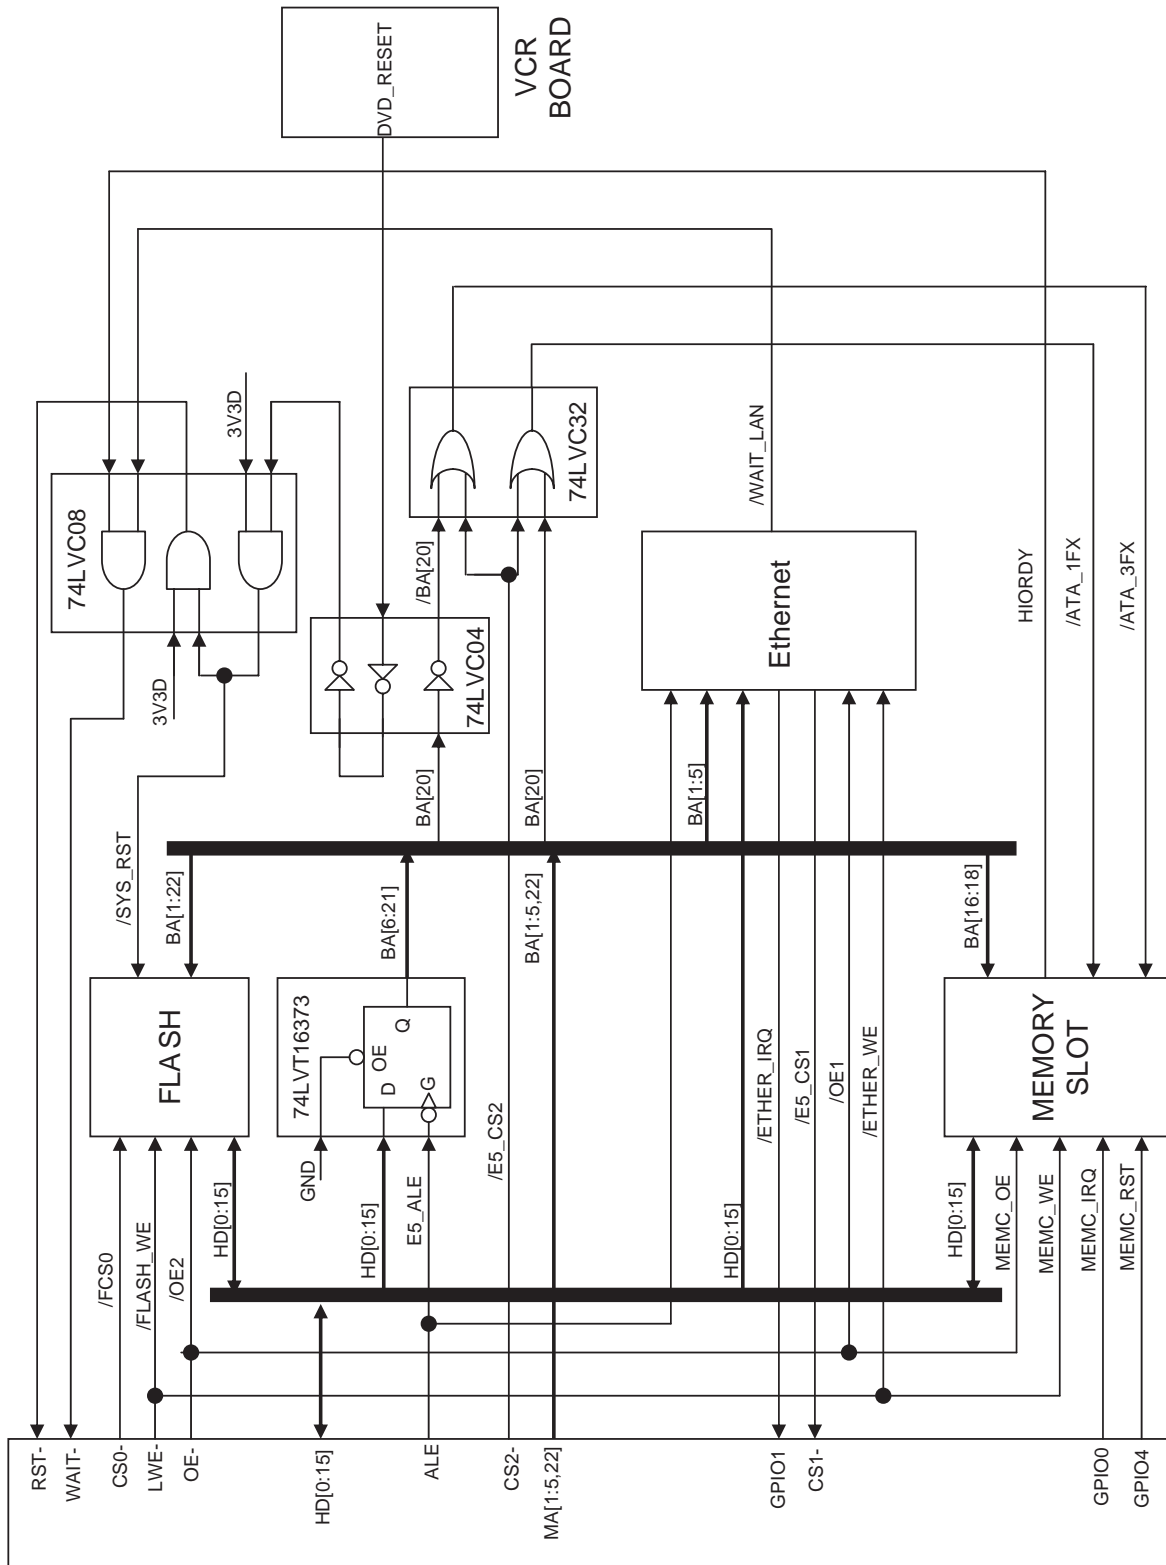 RST-
WAIT-
CS0-
LWE-
OE-
HD[0:15]
ALE
CS2-
MA[1:5,22]
GPIO1
CS1-
GPIO0
GPIO4
/FCS0
/FLASH_WE
/OE2
HD[0:15]
HD[0:15]
E5_ALE
/E5_CS2
HD[0:15]
HD[0:15]
MEMC_OE
MEMC_WE
MEMC_IRQ
MEMC_RST
GND
FLASH
74LVT16373
D
OE
Q
G
/ETHER_IRQ
/E5_CS1
/OE1
/ETHER_WE
MEMORY
SLOT
/SYS_RST
BA[1:22]
BA[6:21]
BA[20]
BA[20]
BA[1:5,22]
BA[1:5]
BA[16:18]
3V3D
74LVC08
3V3D
74LVC04
/BA[20]
74LVC32
Ethernet
/WAIT_LAN
HIORDY
/ATA_1FX
/ATA_3FX
DVD_RESET
VCR
BOARD